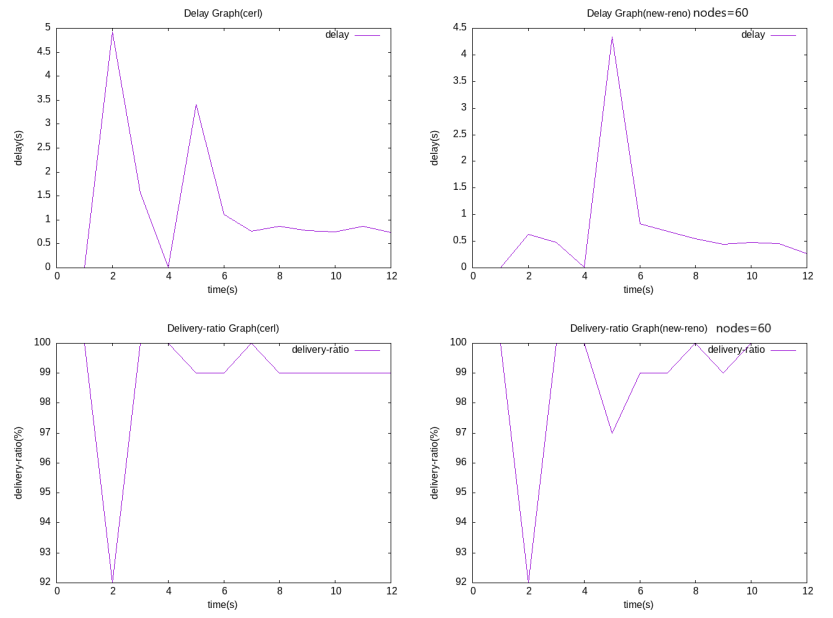 Delay Graph(cerl)
delay
5
4.5
4
3.5
3
2.5
2
1.5
1
0.5
0
delay(s)
0 2 4 6 8 10 12
time(s)
Delay Graph(new-reno) nodes=60
delay
4.5
4
3.5
3
2.5
2
1.5
1
0.5
0
delay(s)
0 2 4 6 8 10 12
time(s)
Delivery-ratio Graph(cerl)
delivery-ratio
100
99
98
97
96
95
94
93
92
delivery-ratio(%)
0 2 4 6 8 10 12
time(s)
Delivery-ratio Graph(new-reno) nodes=60
delivery-ratio
100
99
98
97
96
95
94
93
92
delivery-ratio(%)
0 2 4 6 8 10 12
time(s)